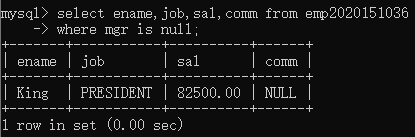 mysql> select ename,job,sal,comm from emp2020151036
    -> where mgr is null;
+-------+-----------+----------+------+
| ename | job       | sal      | comm |
+-------+-----------+----------+------+
| King  | PRESIDENT | 82500.00 | NULL |
+-------+-----------+----------+------+
1 row in set (0.00 sec)